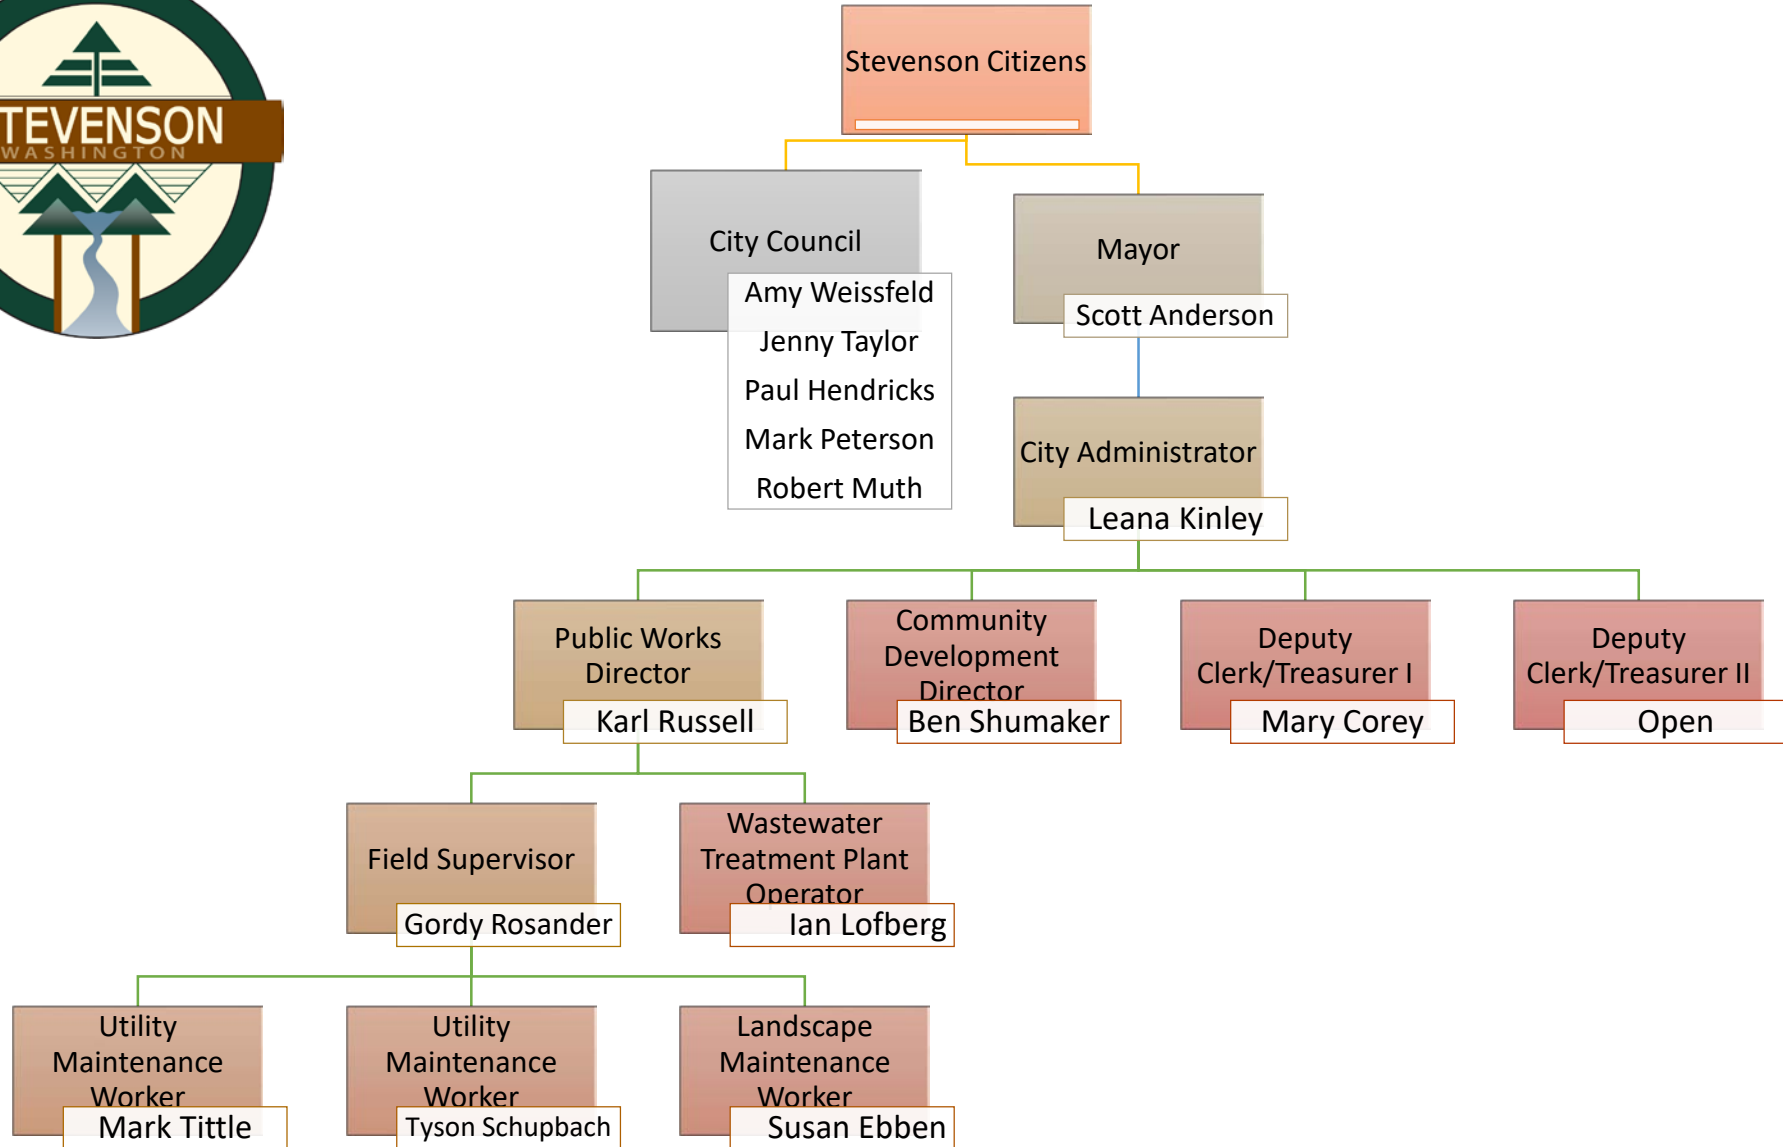 TEVENSON
WASHINGTON
Stevenson Citizens
City Council
Amy Weissfeld
Jenny Taylor
Paul Hendricks
Mark Peterson
Robert Muth
Mayor
Scott Anderson
City Administrator
Leana Kinley
Public Works
Director
Karl Russell
Community
Development
Director
Ben Shumaker
Deputy
Clerk/Treasurer I
Mary Corey
Deputy
Clerk/Treasurer II
Open
Field Supervisor
Gordy Rosander
Wastewater
Treatment Plant
Operator
Ian Lofberg
Utility
Maintenance
Worker
Mark Tittle
Utility
Maintenance
Worker
Tyson Schupbach
Landscape
Maintenance
Worker
Susan Ebben